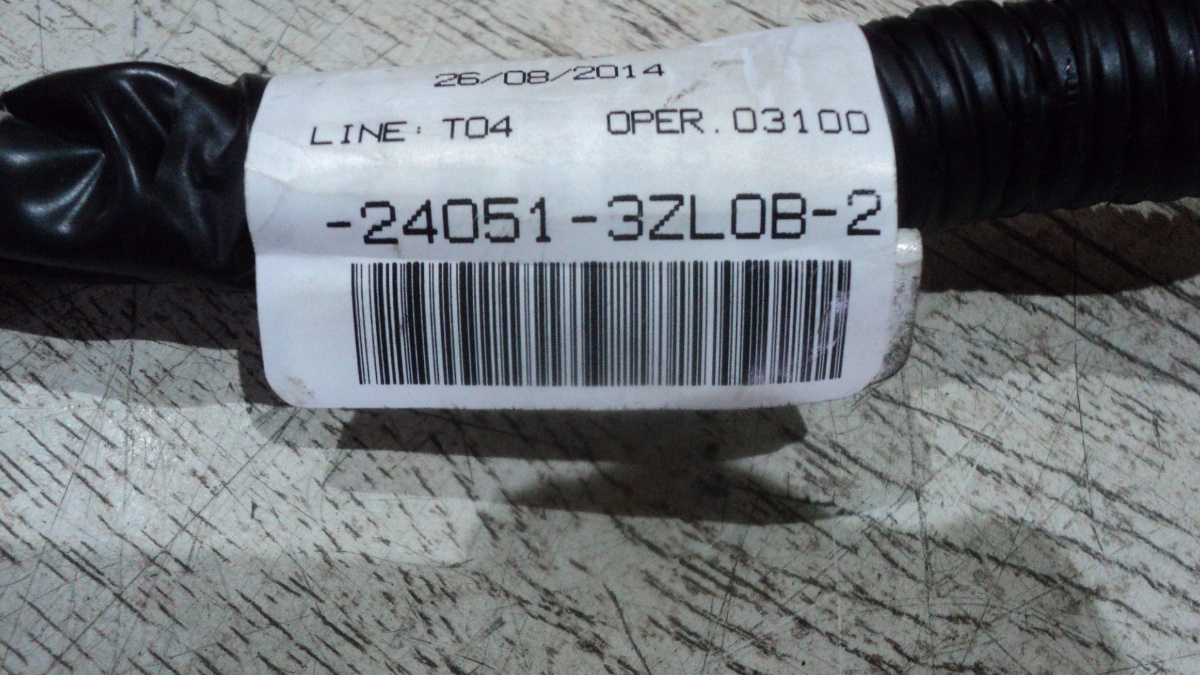 26/08/2014
LINE: T04 OPER. 03100
-24051-3ZL0B-2